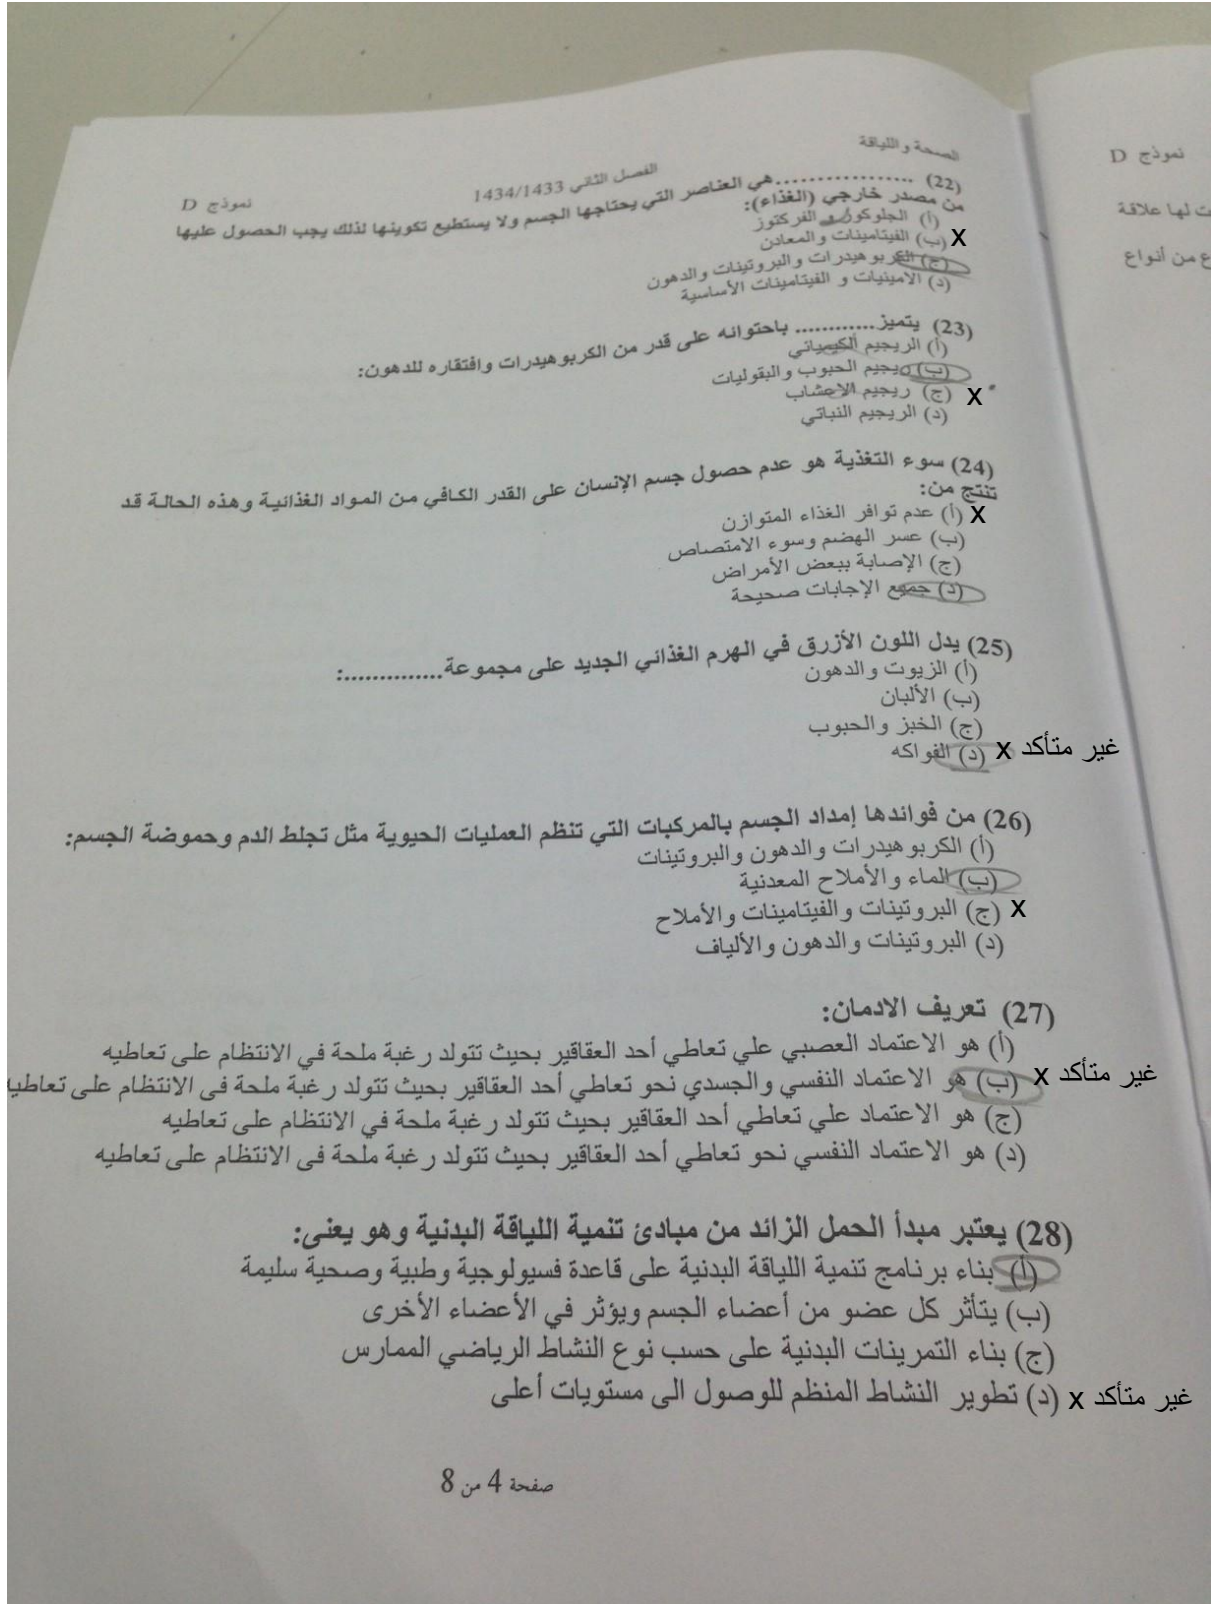 الصحة واللياقة
الفصل الثاني 1434/1433
نموذج D
(22) .................هي العناصر التي يحتاجها الجسم ولا يستطيع تكوينها لذلك يجب الحصول عليها
من مصدر خارجي (الغذاء):
(أ) الجلوكوز و الفركتوز
X (ب) الفيتامينات والمعادن
(ج) الكربوهيدرات والبروتينات والدهون
(د) الامينيات و الفيتامينات الأساسية
(23) يتميز............ باحتوائه على قدر من الكربوهيدرات وافتقاره للدهون:
(أ) الريجيم الكيميائي
(ب) ريجيم الحبوب والبقوليات
X (ج) ريجيم الاعشاب
(د) الريجيم النباتي
(24) سوء التغذية هو عدم حصول جسم الإنسان على القدر الكافي من المواد الغذائية وهذه الحالة قد
تنتج من:
X (أ) عدم توافر الغذاء المتوازن
(ب) عسر الهضم وسوء الامتصاص
(ج) الإصابة ببعض الأمراض
(د) جميع الإجابات صحيحة
(25) يدل اللون الأزرق في الهرم الغذائي الجديد على مجموعة..............:
(أ) الزيوت والدهون
(ب) الألبان
(ج) الخبز والحبوب
غير متأكد X (د) الفواكه
(26) من فوائدها إمداد الجسم بالمركبات التي تنظم العمليات الحيوية مثل تجلط الدم وحموضة الجسم:
(أ) الكربوهيدرات والدهون والبروتينات
(ب) الماء والأملاح المعدنية
X (ج) البروتينات والفيتامينات والأملاح
(د) البروتينات والدهون والألياف
(27) تعريف الادمان:
(أ) هو الاعتماد العصبي علي تعاطي أحد العقاقير بحيث تتولد رغبة ملحة في الانتظام على تعاطيه
غير متأكد X (ب) هو الاعتماد النفسي والجسدي نحو تعاطي أحد العقاقير بحيث تتولد رغبة ملحة فى الانتظام على تعاطيه
(ج) هو الاعتماد علي تعاطي أحد العقاقير بحيث تتولد رغبة ملحة في الانتظام على تعاطيه
(د) هو الاعتماد النفسي نحو تعاطي أحد العقاقير بحيث تتولد رغبة ملحة فى الانتظام على تعاطيه
(28) يعتبر مبدأ الحمل الزائد من مبادئ تنمية اللياقة البدنية وهو يعنى:
(أ) بناء برنامج تنمية اللياقة البدنية على قاعدة فسيولوجية وطبية وصحية سليمة
(ب) يتأثر كل عضو من أعضاء الجسم ويؤثر في الأعضاء الأخرى
(ج) بناء التمرينات البدنية على حسب نوع النشاط الرياضي الممارس
غير متأكد X (د) تطوير النشاط المنظم للوصول الى مستويات أعلى
صفحة 4 من 8
نموذج D
ت لها علاقة
ع من أنواع